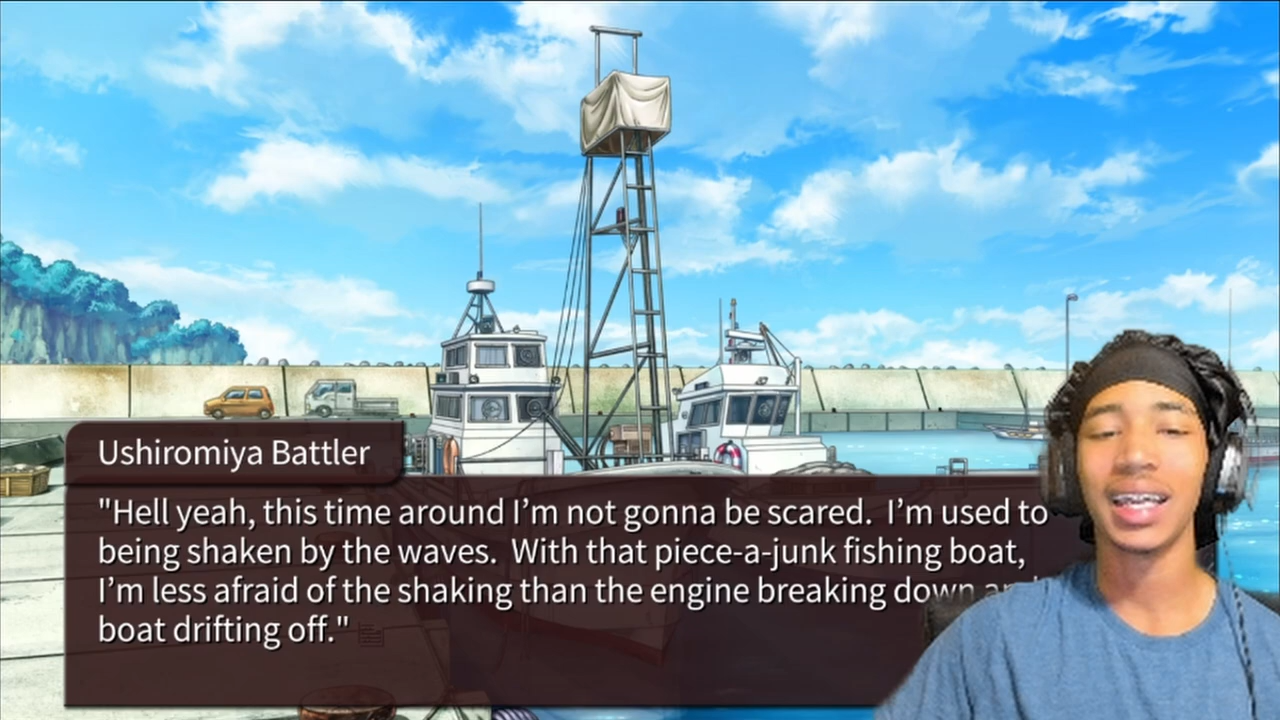 Ushiromiya Battler
"Hell yeah, this time around I'm not gonna be scared.  I'm used to
being shaken by the waves.  With that piece-a-junk fishing boat,
I'm less afraid of the shaking than the engine breaking down
boat drifting off."